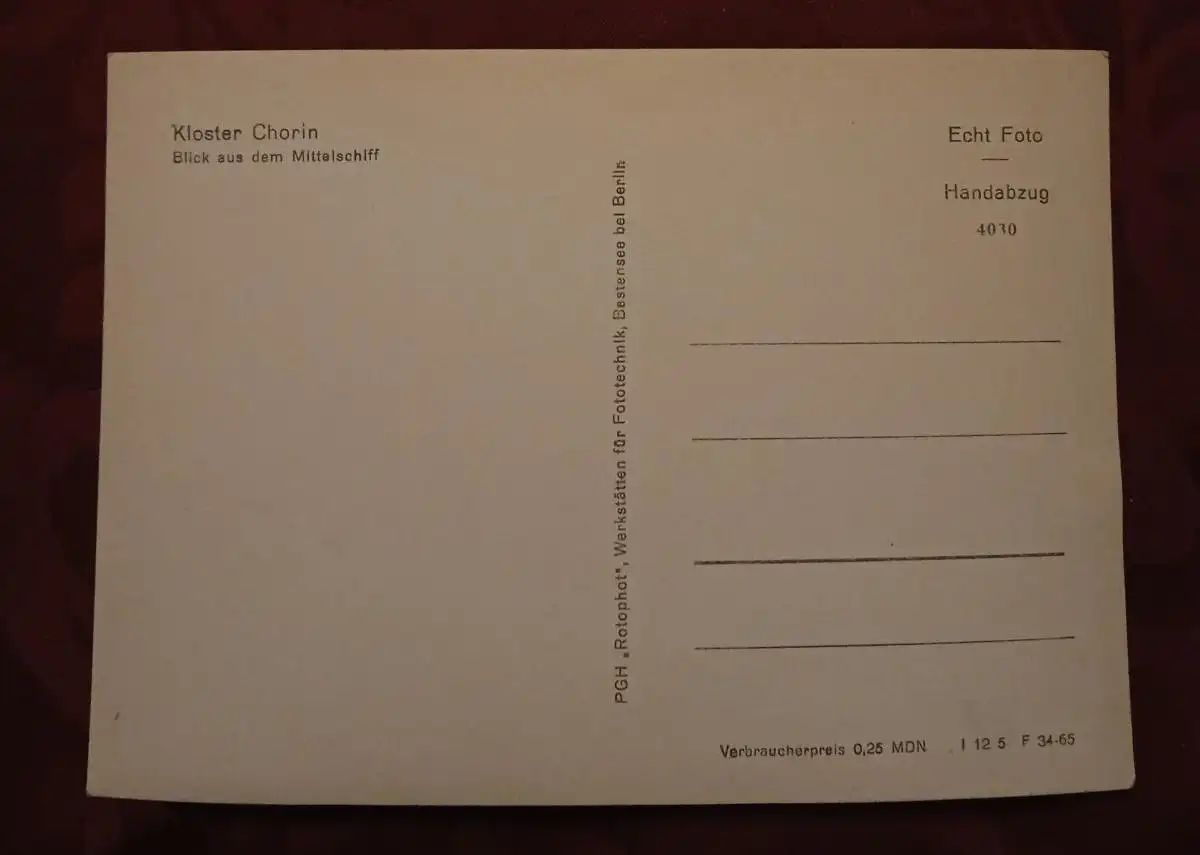 Kloster Chorin
Blick aus dem Mittelschiff
PGH „Rotophot", Werkstätten für Fototechnik, Bestensee bei Berlin
Echt Foto
Handabzug
4030
Verbraucherpreis 0,25 MDN I 12 5 F 34-65